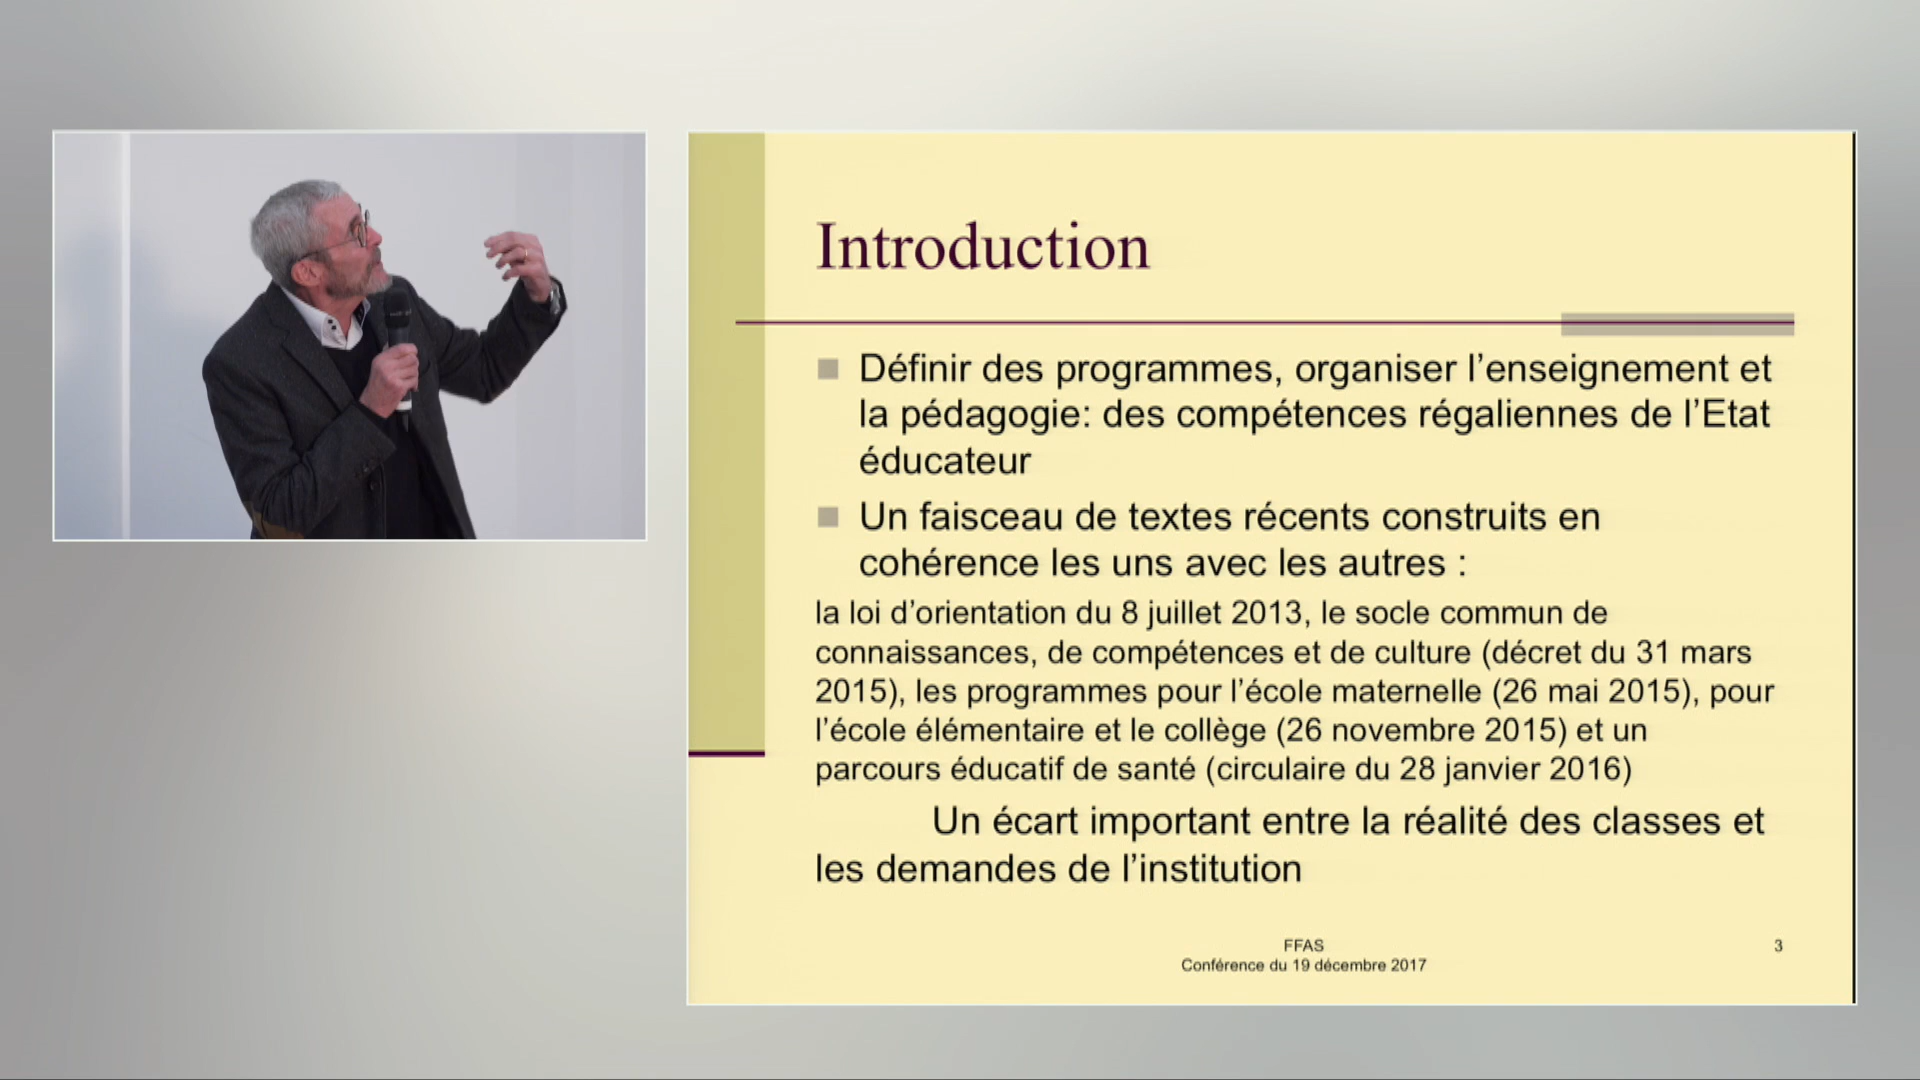 Introduction
Définir des programmes, organiser l’enseignement et
la pédagogie: des compétences régaliennes de l’Etat
éducateur
Un faisceau de textes récents construits en
cohérence les uns avec les autres :
la loi d’orientation du 8 juillet 2013, le socle commun de
connaissances, de compétences et de culture (décret du 31 mars
2015), les programmes pour l’école maternelle (26 mai 2015), pour
l’école élémentaire et le collège (26 novembre 2015) et un
parcours éducatif de santé (circulaire du 28 janvier 2016)
Un écart important entre la réalité des classes et
les demandes de l’institution
FFAS
Conférence du 19 décembre 2017
3